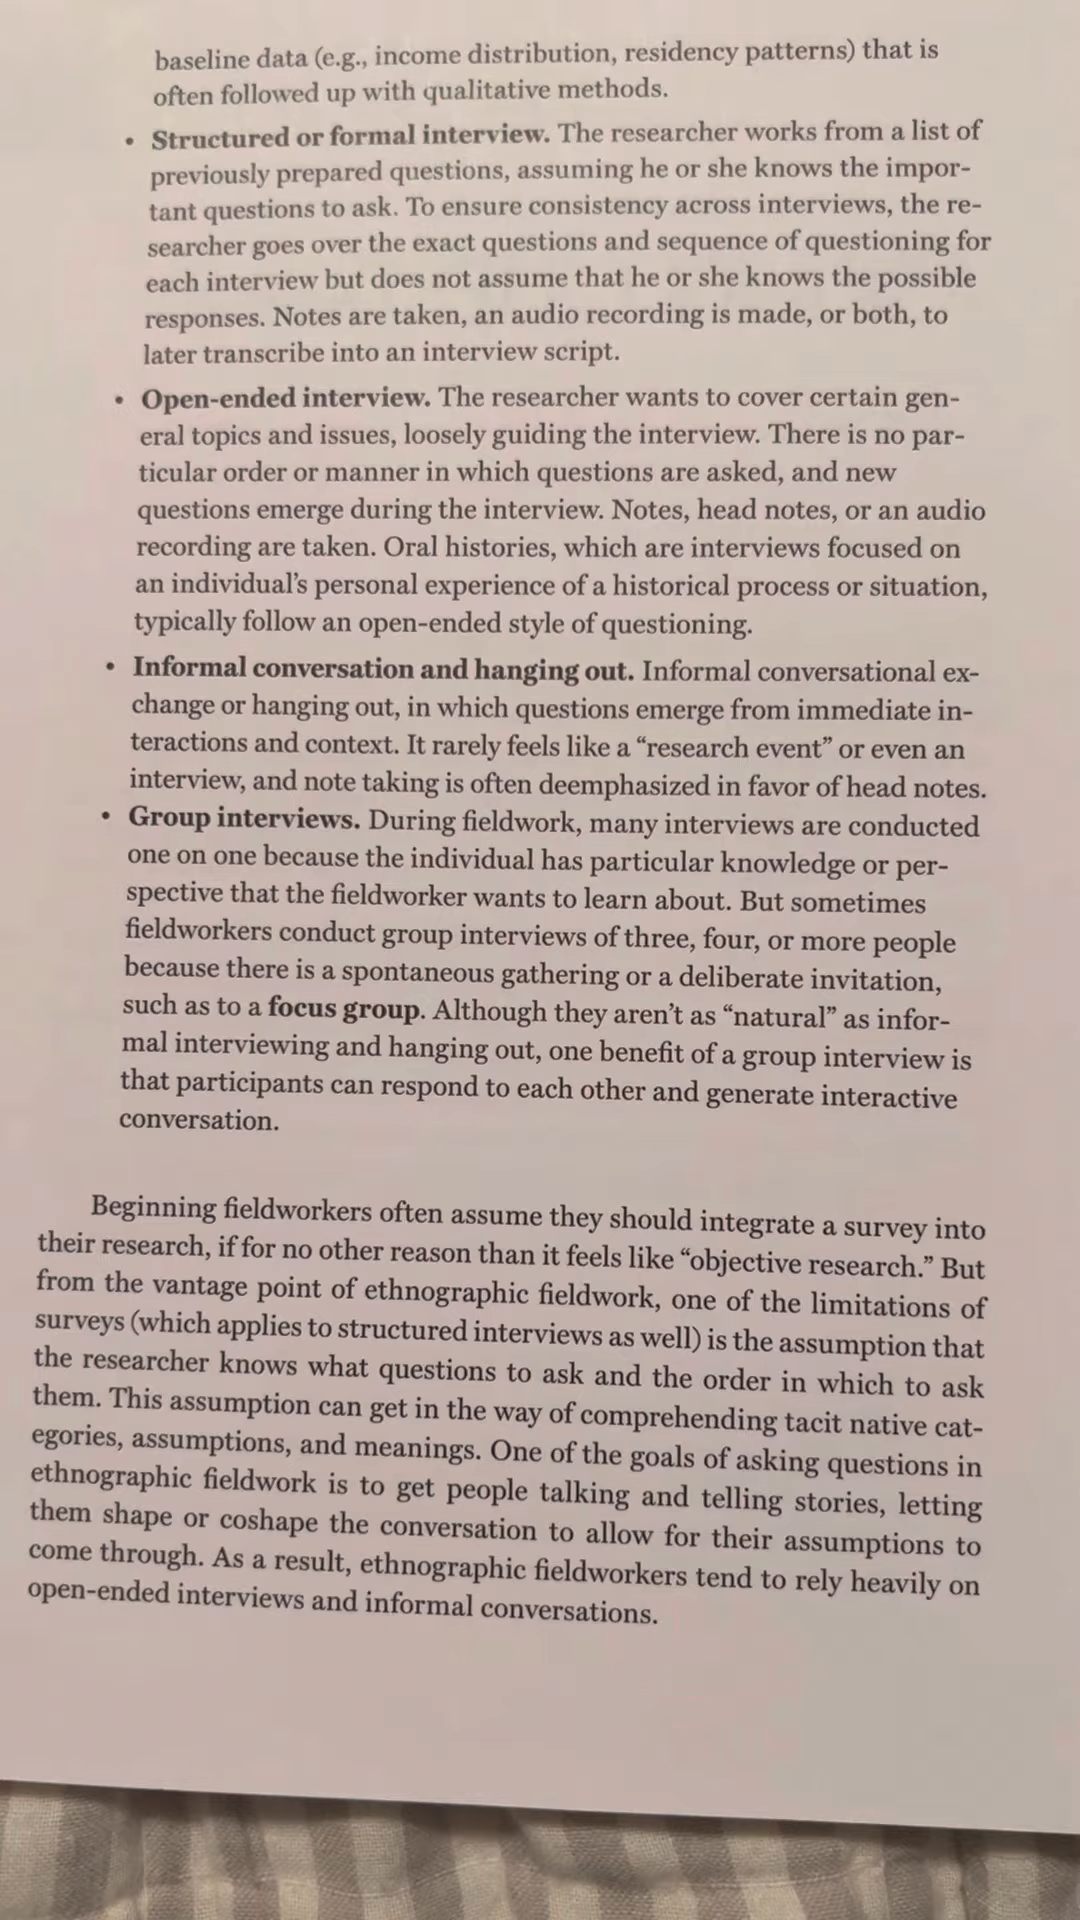 baseline data (e.g., income distribution, residency patterns) that is
often followed up with qualitative methods.
• Structured or formal interview. The researcher works from a list of
previously prepared questions, assuming he or she knows the impor-
tant questions to ask. To ensure consistency across interviews, the re-
searcher goes over the exact questions and sequence of questioning for
each interview but does not assume that he or she knows the possible
responses. Notes are taken, an audio recording is made, or both, to
later transcribe into an interview script.
• Open-ended interview. The researcher wants to cover certain gen-
eral topics and issues, loosely guiding the interview. There is no par-
ticular order or manner in which questions are asked, and new
questions emerge during the interview. Notes, head notes, or an audio
recording are taken. Oral histories, which are interviews focused on
an individual's personal experience of a historical process or situation,
typically follow an open-ended style of questioning.
• Informal conversation and hanging out. Informal conversational ex-
change or hanging out, in which questions emerge from immediate in-
teractions and context. It rarely feels like a “research event” or even an
interview, and note taking is often deemphasized in favor of head notes.
• Group interviews. During fieldwork, many interviews are conducted
one on one because the individual has particular knowledge or per-
spective that the fieldworker wants to learn about. But sometimes
fieldworkers conduct group interviews of three, four, or more people
because there is a spontaneous gathering or a deliberate invitation,
such as to a focus group. Although they aren't as “natural” as infor-
mal interviewing and hanging out, one benefit of a group interview is
that participants can respond to each other and generate interactive
conversation.
Beginning fieldworkers often assume they should integrate a survey into
their research, if for no other reason than it feels like “objective research.” But
from the vantage point of ethnographic fieldwork, one of the limitations of
surveys (which applies to structured interviews as well) is the assumption that
the researcher knows what questions to ask and the order in which to ask
them. This assumption can get in the way of comprehending tacit native cat-
egories, assumptions, and meanings. One of the goals of asking questions in
ethnographic fieldwork is to get people talking and telling stories, letting
them shape or coshape the conversation to allow for their assumptions to
come through. As a result, ethnographic fieldworkers tend to rely heavily on
open-ended interviews and informal conversations.